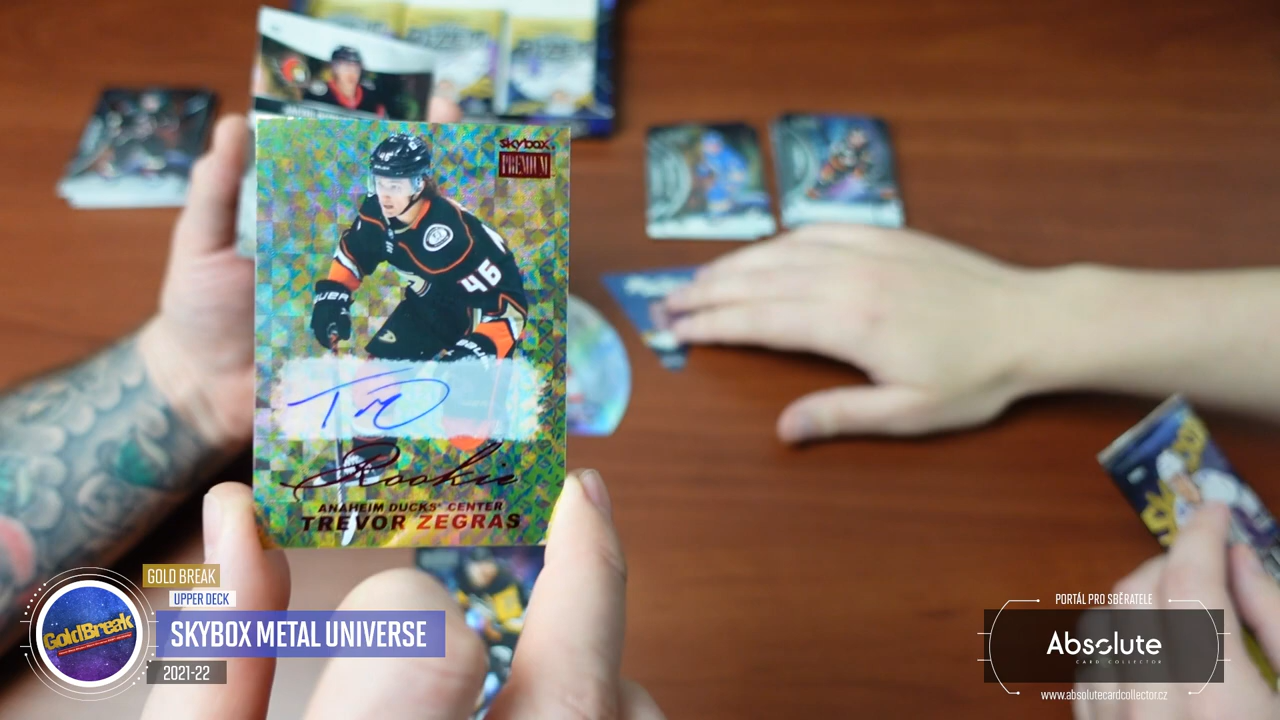 skybox
PREMIUM
46
Rookie
ANAHEIM DUCKS® CENTER
TREVOR ZEGRAS
GOLD BREAK
UPPER DECK
GoldBreak
SKYBOX METAL UNIVERSE
2021-22
PORTÁL PRO SBĚRATELE
Absolute
CARD COLLECTOR
www.absolutecardcollector.cz